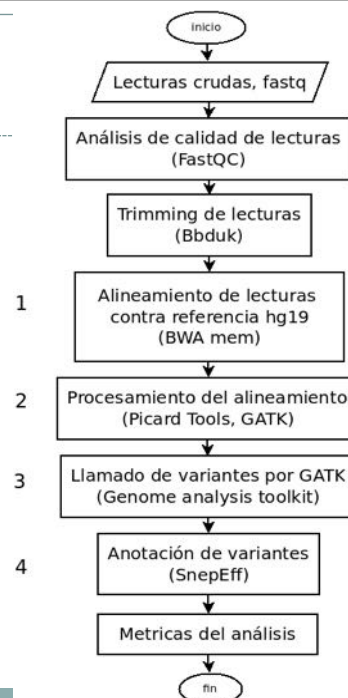 inicio
Lecturas crudas, fastq
Análisis de calidad de lecturas
(FastQC)
Trimming de lecturas
(Bbduk)
1
Alineamiento de lecturas
contra referencia hg19
(BWA mem)
2
Procesamiento del alineamiento
(Picard Tools, GATK)
3
Llamado de variantes por GATK
(Genome analysis toolkit)
4
Anotación de variantes
(SnepEff)
Metricas del análisis
fin